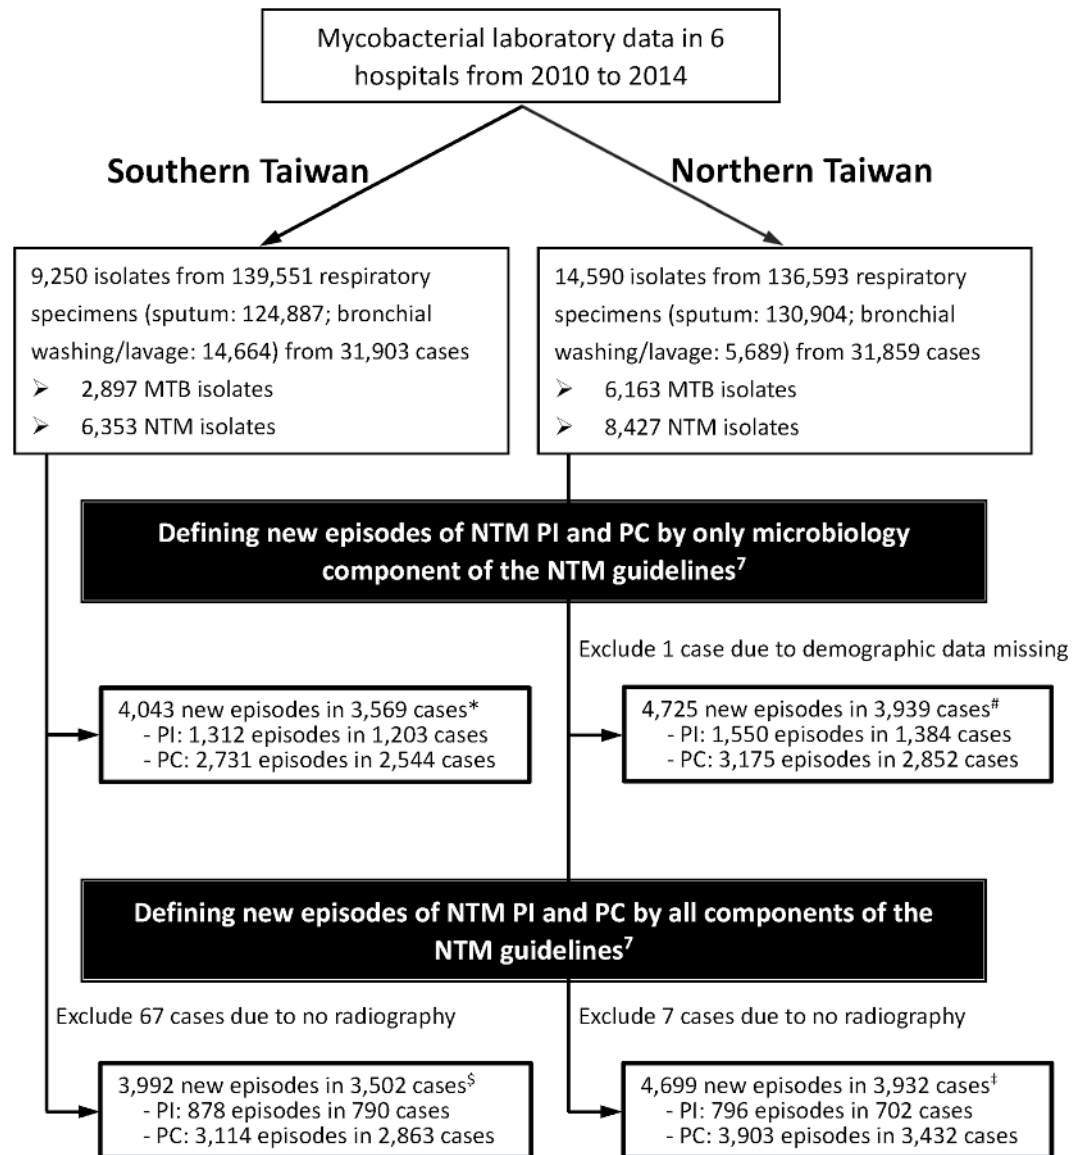 Mycobacterial laboratory data in 6
hospitals from 2010 to 2014
Southern Taiwan
Northern Taiwan
9,250 isolates from 139,551 respiratory
specimens (sputum: 124,887; bronchial
washing/lavage: 14,664) from 31,903 cases
➢ 2,897 MTB isolates
➢ 6,353 NTM isolates
14,590 isolates from 136,593 respiratory
specimens (sputum: 130,904; bronchial
washing/lavage: 5,689) from 31,859 cases
➢ 6,163 MTB isolates
➢ 8,427 NTM isolates
Defining new episodes of NTM PI and PC by only microbiology
component of the NTM guidelines⁷
Exclude 1 case due to demographic data missing
4,043 new episodes in 3,569 cases*
- PI: 1,312 episodes in 1,203 cases
- PC: 2,731 episodes in 2,544 cases
4,725 new episodes in 3,939 cases#
- PI: 1,550 episodes in 1,384 cases
- PC: 3,175 episodes in 2,852 cases
Defining new episodes of NTM PI and PC by all components of the
NTM guidelines⁷
Exclude 67 cases due to no radiography
Exclude 7 cases due to no radiography
3,992 new episodes in 3,502 cases$
- PI: 878 episodes in 790 cases
- PC: 3,114 episodes in 2,863 cases
4,699 new episodes in 3,932 cases‡
- PI: 796 episodes in 702 cases
- PC: 3,903 episodes in 3,432 cases